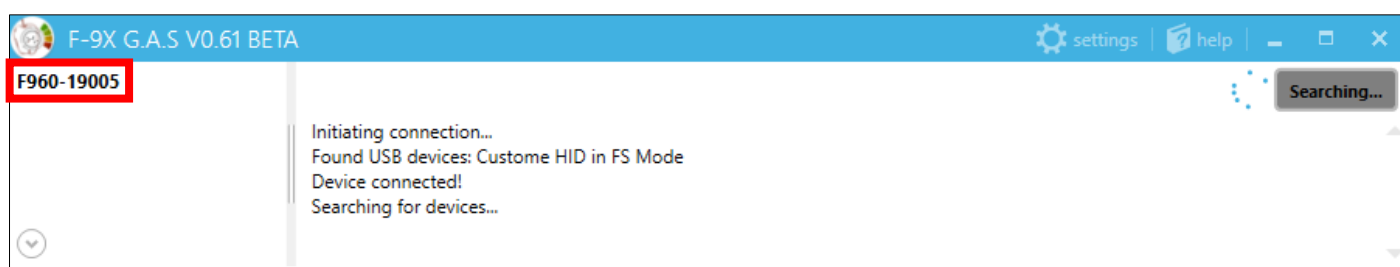 F-9X G.A.S V0.61 BETA
settings
help
F960-19005
Searching...
Initiating connection...
Found USB devices: Custome HID in FS Mode
Device connected!
Searching for devices...